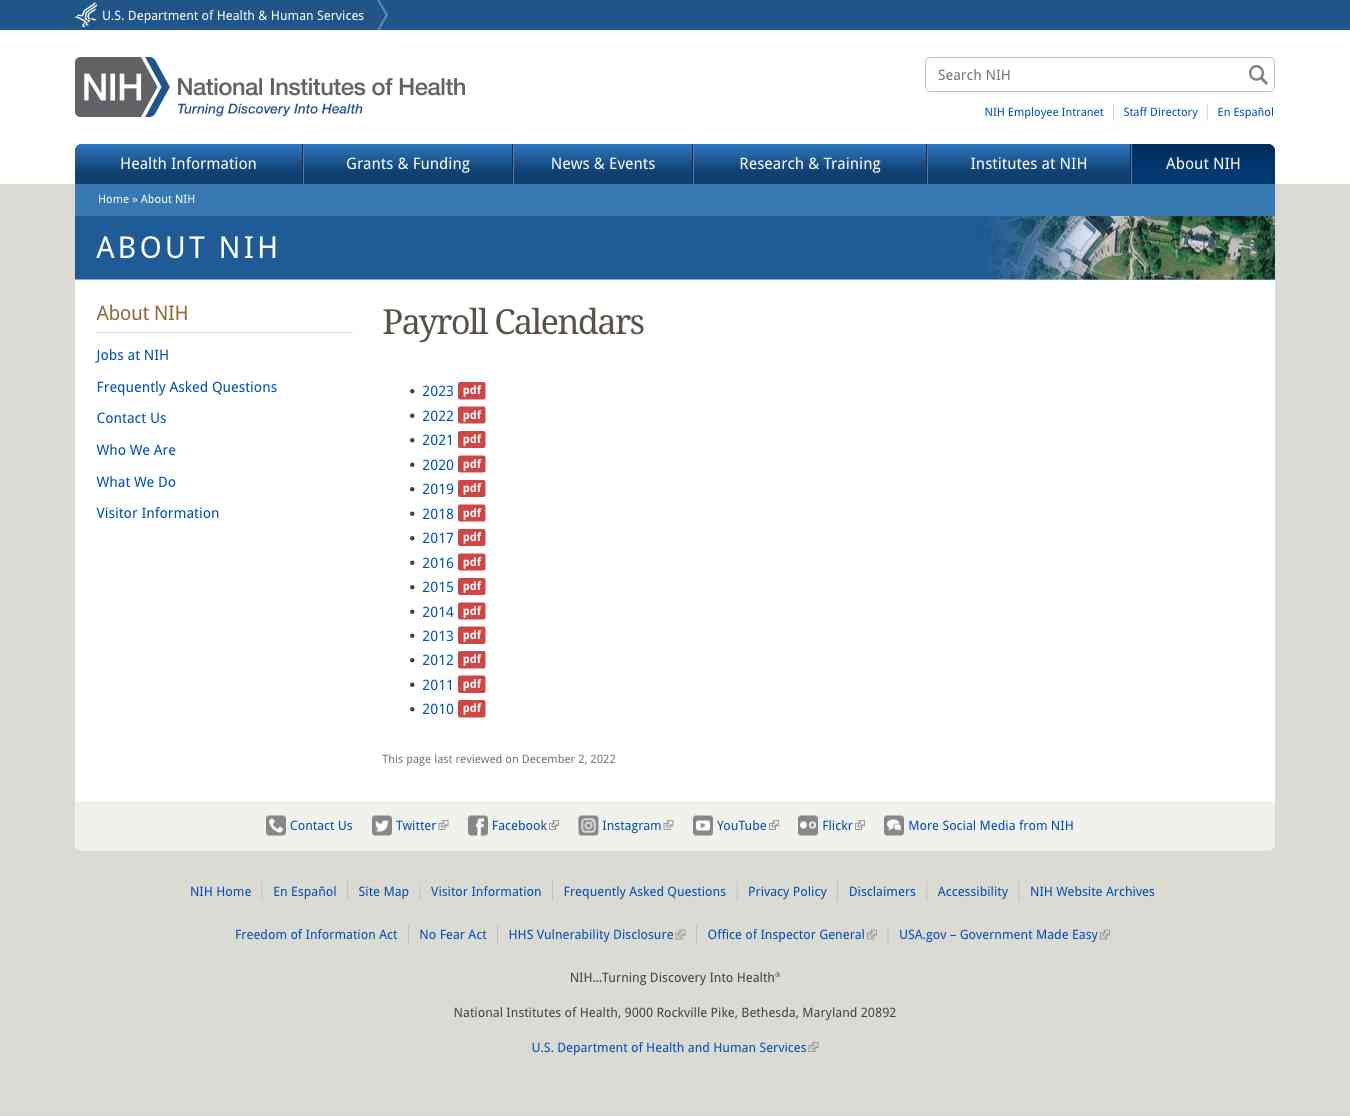 U.S. Department of Health & Human Services
NIH National Institutes of Health
Turning Discovery Into Health
Search NIH
NIH Employee Intranet Staff Directory En Español
Health Information Grants & Funding News & Events Research & Training Institutes at NIH About NIH
Home » About NIH
ABOUT NIH
About NIH
Jobs at NIH
Frequently Asked Questions
Contact Us
Who We Are
What We Do
Visitor Information
Payroll Calendars
• 2023 pdf
• 2022 pdf
• 2021 pdf
• 2020 pdf
• 2019 pdf
• 2018 pdf
• 2017 pdf
• 2016 pdf
• 2015 pdf
• 2014 pdf
• 2013 pdf
• 2012 pdf
• 2011 pdf
• 2010 pdf
This page last reviewed on December 2, 2022
Contact Us Twitter Facebook Instagram YouTube Flickr More Social Media from NIH
NIH Home En Español Site Map Visitor Information Frequently Asked Questions Privacy Policy Disclaimers Accessibility NIH Website Archives
Freedom of Information Act No Fear Act HHS Vulnerability Disclosure Office of Inspector General USA.gov – Government Made Easy
NIH…Turning Discovery Into Health®
National Institutes of Health, 9000 Rockville Pike, Bethesda, Maryland 20892
U.S. Department of Health and Human Services